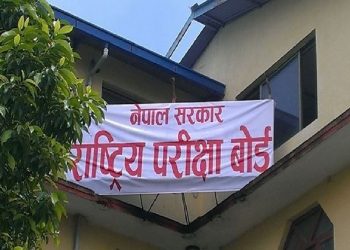 नेपाल सरकार
राष्ट्रिय परीक्षा बोर्ड